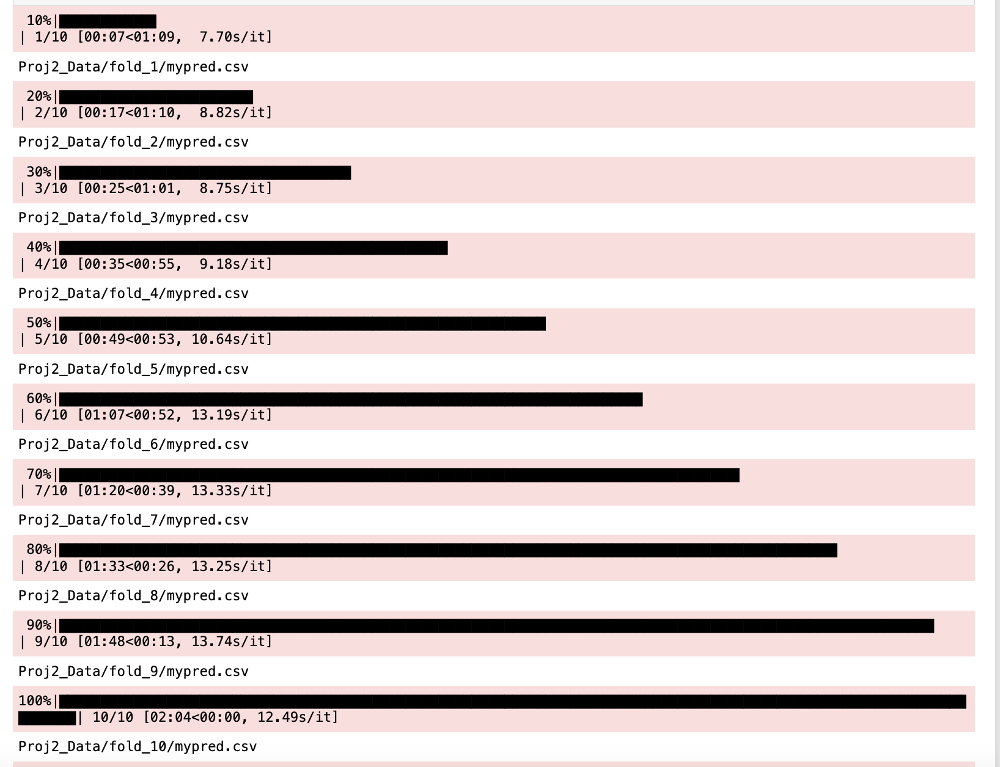 10%|
| 1/10 [00:07<01:09,  7.70s/it]
Proj2_Data/fold_1/mypred.csv
20%|
| 2/10 [00:17<01:10,  8.82s/it]
Proj2_Data/fold_2/mypred.csv
30%|
| 3/10 [00:25<01:01,  8.75s/it]
Proj2_Data/fold_3/mypred.csv
40%|
| 4/10 [00:35<00:55,  9.18s/it]
Proj2_Data/fold_4/mypred.csv
50%|
| 5/10 [00:49<00:53, 10.64s/it]
Proj2_Data/fold_5/mypred.csv
60%|
| 6/10 [01:07<00:52, 13.19s/it]
Proj2_Data/fold_6/mypred.csv
70%|
| 7/10 [01:20<00:39, 13.33s/it]
Proj2_Data/fold_7/mypred.csv
80%|
| 8/10 [01:33<00:26, 13.25s/it]
Proj2_Data/fold_8/mypred.csv
90%|
| 9/10 [01:48<00:13, 13.74s/it]
Proj2_Data/fold_9/mypred.csv
100%|
| 10/10 [02:04<00:00, 12.49s/it]
Proj2_Data/fold_10/mypred.csv